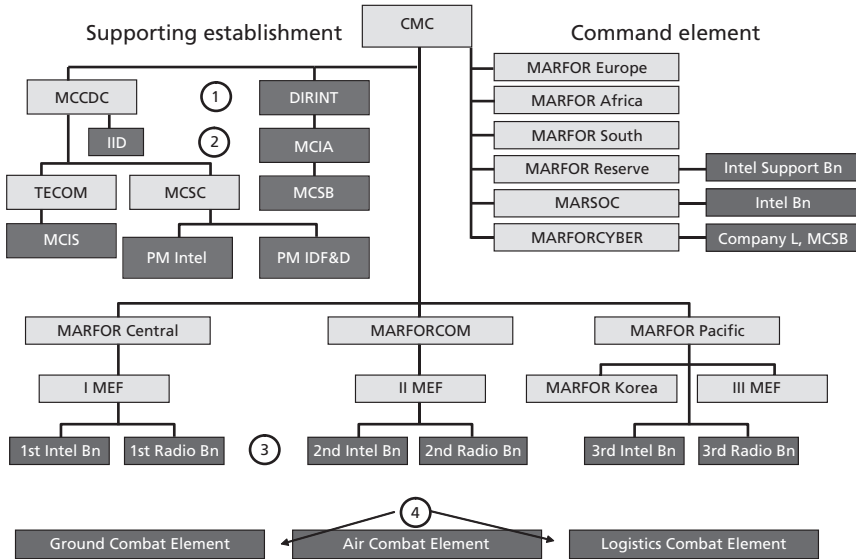 Supporting establishment
CMC
Command element
MCCDC
1
DIRINT
MARFOR Europe
MARFOR Africa
IID
2
MCIA
MARFOR South
TECOM
MCSC
MCSB
MARFOR Reserve
Intel Support Bn
MARSOC
Intel Bn
MCIS
PM Intel
PM IDF&D
MARFORCYBER
Company L, MCSB
MARFOR Central
MARFORCOM
MARFOR Pacific
I MEF
II MEF
MARFOR Korea
III MEF
1st Intel Bn
1st Radio Bn
3
2nd Intel Bn
2nd Radio Bn
3rd Intel Bn
3rd Radio Bn
4
Ground Combat Element
Air Combat Element
Logistics Combat Element